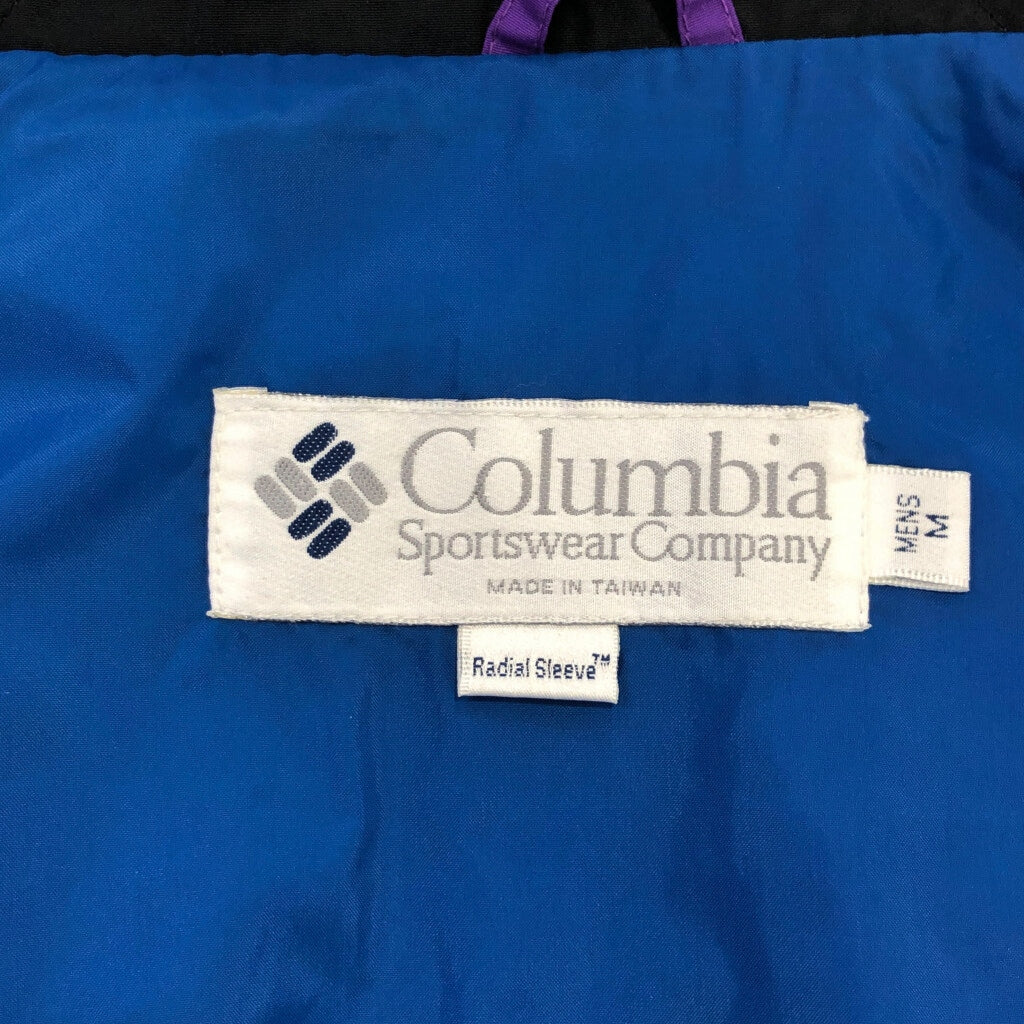 Columbia
Sportswear Company
MADE IN TAIWAN
MENS
M
Radial Sleeve™